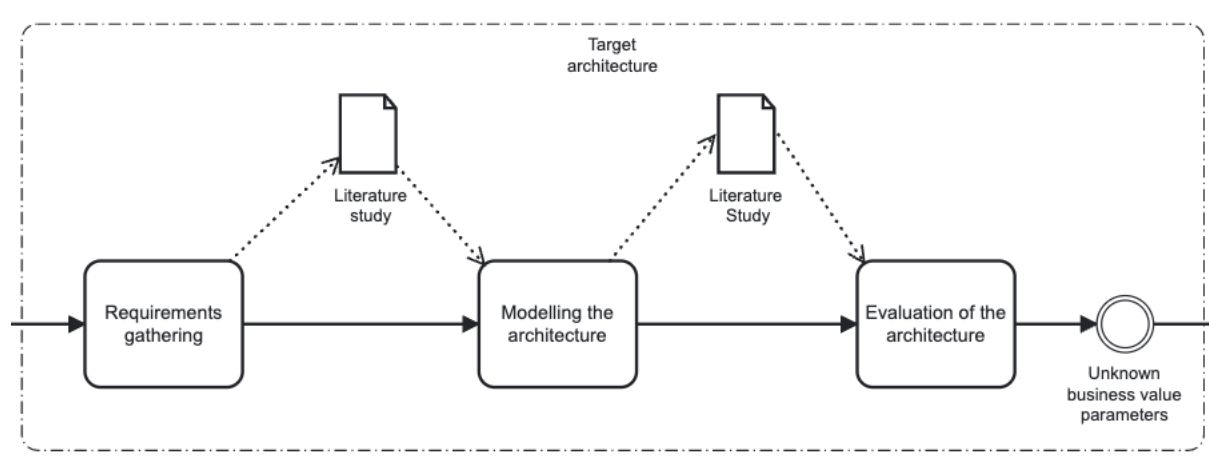 Target
architecture
Literature
study
Literature
Study
Requirements
gathering
Modelling the
architecture
Evaluation of the
architecture
Unknown
business value
parameters